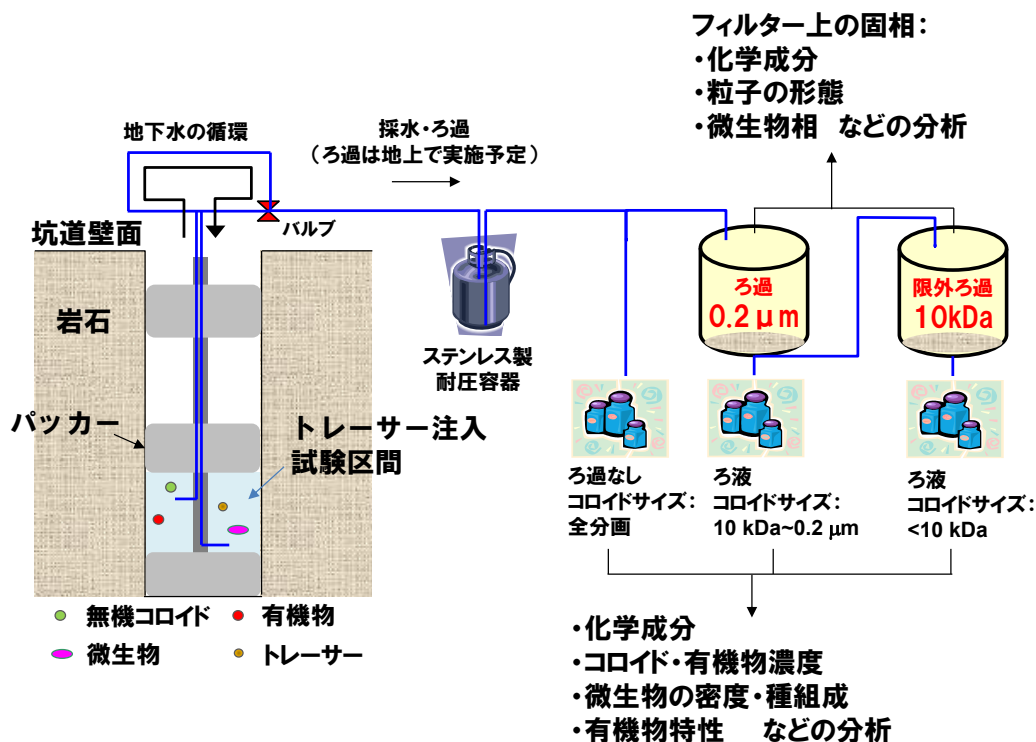 フィルター上の固相：
・化学成分
・粒子の形態
・微生物相　などの分析
地下水の循環
採水・ろ過
（ろ過は地上で実施予定）
バルブ
坑道壁面
岩石
ステンレス製
耐圧容器
ろ過
0.2μm
限外ろ過
10kDa
パッカー
トレーサー注入
試験区間
ろ過なし
コロイドサイズ：
全分画
ろ液
コロイドサイズ：
10 kDa~0.2 μm
ろ液
コロイドサイズ：
<10 kDa
無機コロイド
有機物
微生物
トレーサー
・化学成分
・コロイド・有機物濃度
・微生物の密度・種組成
・有機物特性　などの分析